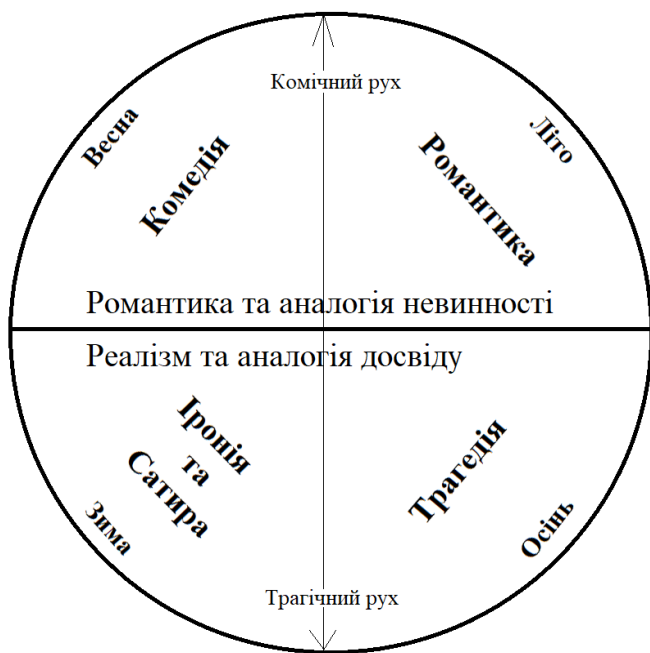 Комічний рух
Весна
Комедія
Літо
Романтика
Романтика та аналогія невинності
Реалізм та аналогія досвіду
Іронія
та
Сатира
Зима
Трагедія
Осінь
Трагічний рух